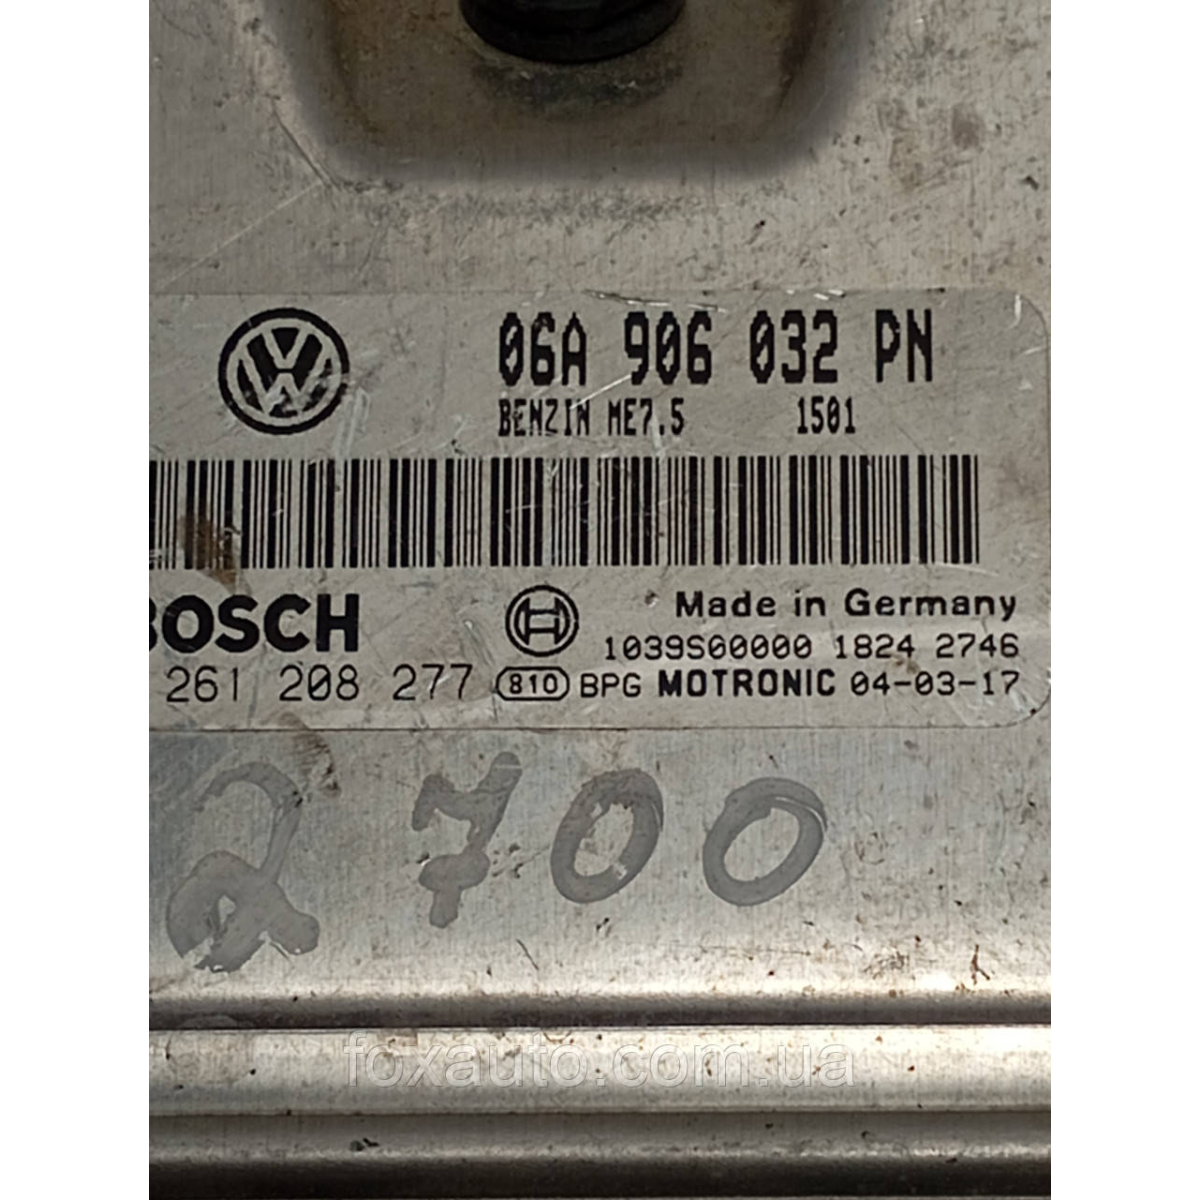 06A 906 032 PN
BENZIN ME7.5 1501
BOSCH
Made in Germany
1039S00000 1824 2746
261 208 277 810 BPG MOTRONIC 04-03-17
2700
foxauto.com.ua